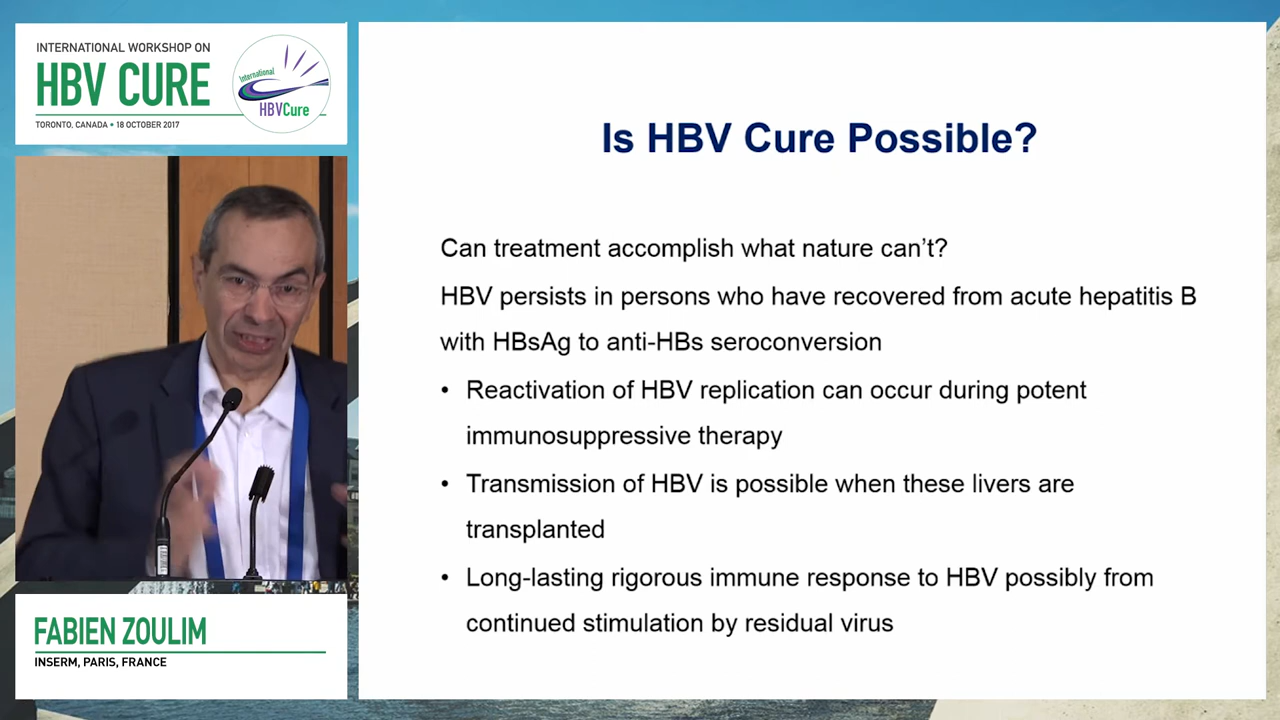 INTERNATIONAL WORKSHOP ON
HBV CURE
International
HBVCure
TORONTO, CANADA • 18 OCTOBER 2017
Is HBV Cure Possible?
Can treatment accomplish what nature can't?
HBV persists in persons who have recovered from acute hepatitis B
with HBsAg to anti-HBs seroconversion
• Reactivation of HBV replication can occur during potent
immunosuppressive therapy
• Transmission of HBV is possible when these livers are
transplanted
• Long-lasting rigorous immune response to HBV possibly from
continued stimulation by residual virus
FABIEN ZOULIM
INSERM, PARIS, FRANCE